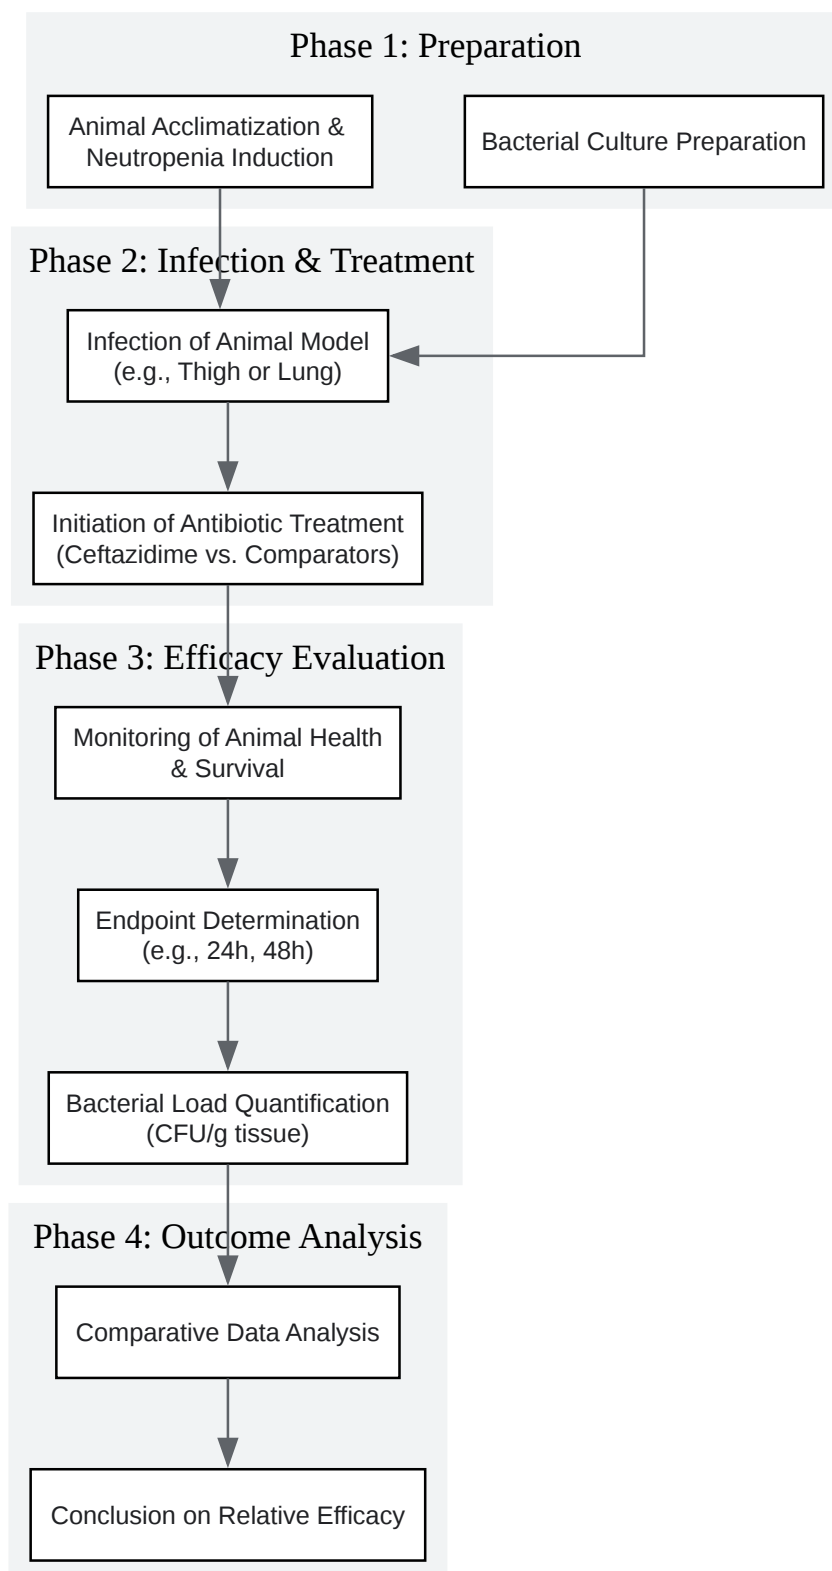 Phase 1: Preparation
Animal Acclimatization &
Neutropenia Induction
Bacterial Culture Preparation
Phase 2: Infection & Treatment
Infection of Animal Model
(e.g., Thigh or Lung)
Initiation of Antibiotic Treatment
(Ceftazidime vs. Comparators)
Phase 3: Efficacy Evaluation
Monitoring of Animal Health
& Survival
Endpoint Determination
(e.g., 24h, 48h)
Bacterial Load Quantification
(CFU/g tissue)
Phase 4: Outcome Analysis
Comparative Data Analysis
Conclusion on Relative Efficacy